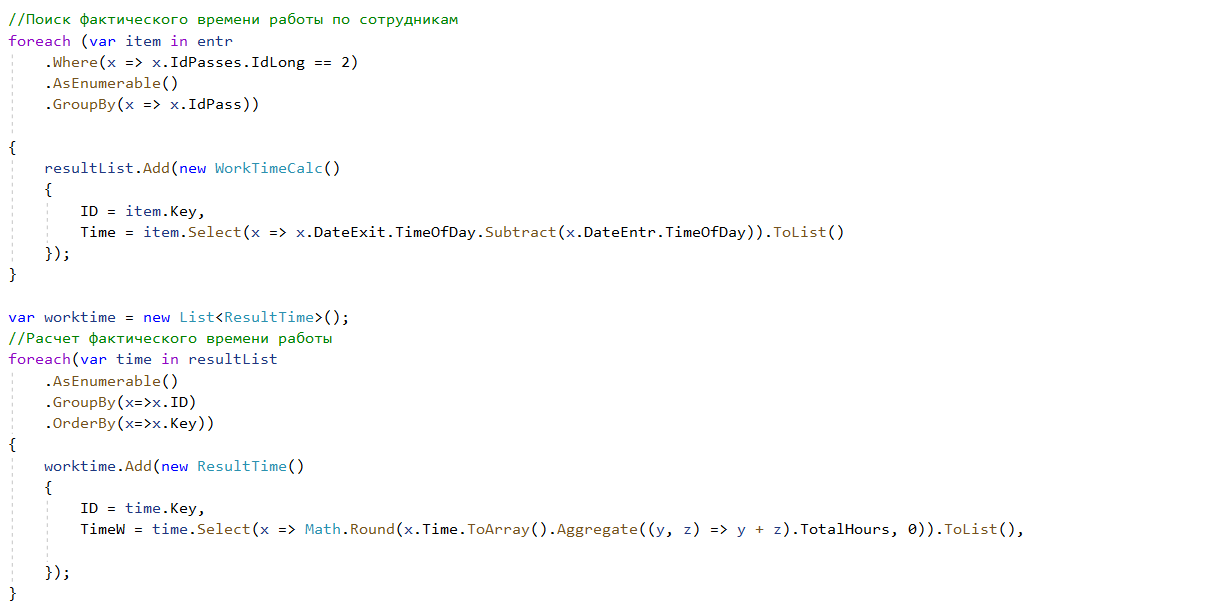 //Поиск фактического времени работы по сотрудникам
foreach (var item in entr
    .Where(x => x.IdPasses.IdLong == 2)
    .AsEnumerable()
    .GroupBy(x => x.IdPass))
{
    resultList.Add(new WorkTimeCalc()
    {
        ID = item.Key,
        Time = item.Select(x => x.DateExit.TimeOfDay.Subtract(x.DateEntr.TimeOfDay)).ToList()
    });
}
var worktime = new List<ResultTime>();
//Расчет фактического времени работы
foreach(var time in resultList
    .AsEnumerable()
    .GroupBy(x=>x.ID)
    .OrderBy(x=>x.Key))
{
    worktime.Add(new ResultTime()
    {
        ID = time.Key,
        TimeW = time.Select(x => Math.Round(x.Time.ToArray().Aggregate((y, z) => y + z).TotalHours, 0)).ToList(),
    });
}